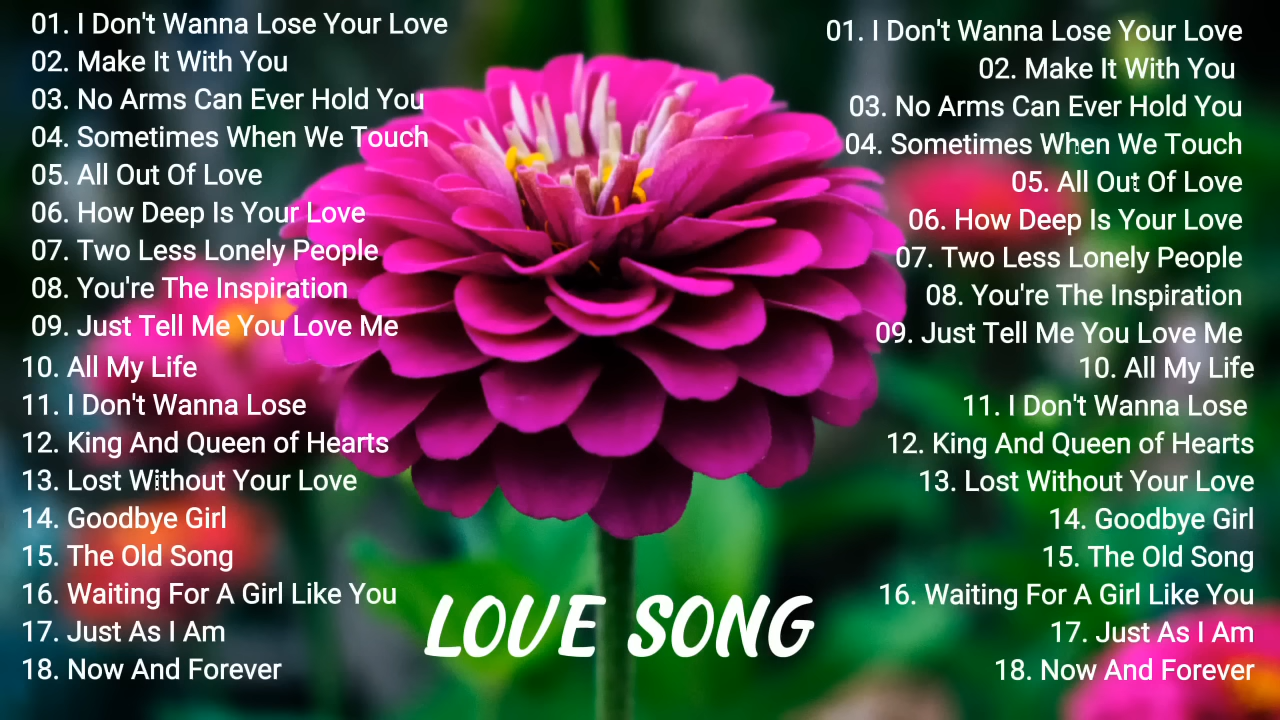 01. I Don't Wanna Lose Your Love
02. Make It With You
03. No Arms Can Ever Hold You
04. Sometimes When We Touch
05. All Out Of Love
06. How Deep Is Your Love
07. Two Less Lonely People
08. You're The Inspiration
09. Just Tell Me You Love Me
10. All My Life
11. I Don't Wanna Lose
12. King And Queen of Hearts
13. Lost Without Your Love
14. Goodbye Girl
15. The Old Song
16. Waiting For A Girl Like You
17. Just As I Am
18. Now And Forever
LOVE SONG
01. I Don't Wanna Lose Your Love
02. Make It With You
03. No Arms Can Ever Hold You
04. Sometimes When We Touch
05. All Out Of Love
06. How Deep Is Your Love
07. Two Less Lonely People
08. You're The Inspiration
09. Just Tell Me You Love Me
10. All My Life
11. I Don't Wanna Lose
12. King And Queen of Hearts
13. Lost Without Your Love
14. Goodbye Girl
15. The Old Song
16. Waiting For A Girl Like You
17. Just As I Am
18. Now And Forever